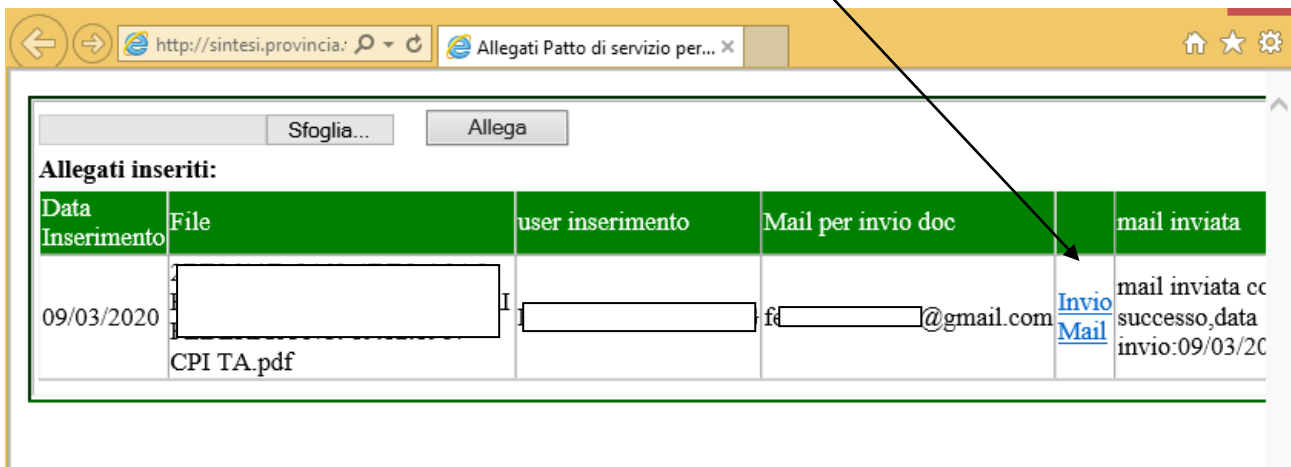 http://sintesi.provincia.
Allegati Patto di servizio per...
Sfoglia...
Allega
Allegati inseriti:
Data Inserimento
File
user inserimento
Mail per invio doc
mail inviata
09/03/2020
CPI TA.pdf
@gmail.com
Invio
Mail
mail inviata
successo,data
invio:09/03/20